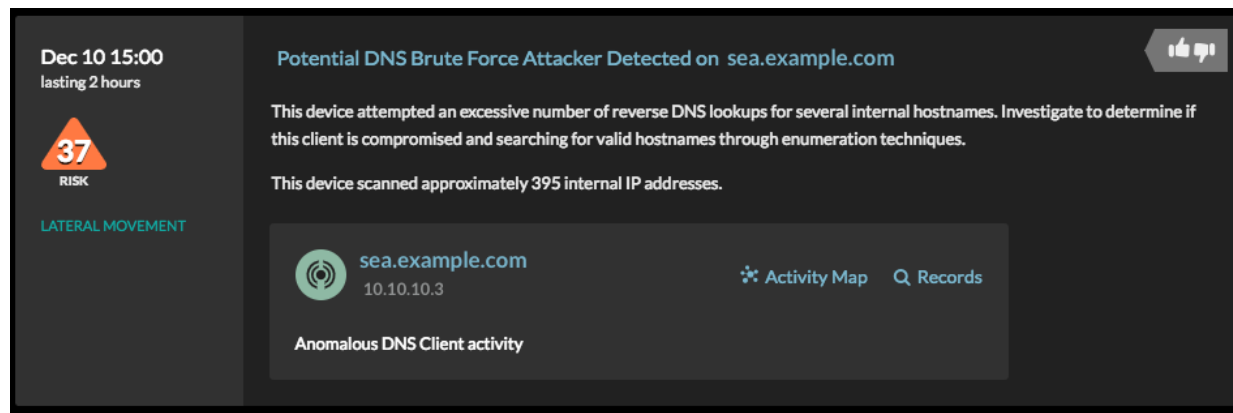 Dec 10 15:00
lasting 2 hours
37
RISK
LATERAL MOVEMENT
Potential DNS Brute Force Attacker Detected on sea.example.com
This device attempted an excessive number of reverse DNS lookups for several internal hostnames. Investigate to determine if
this client is compromised and searching for valid hostnames through enumeration techniques.
This device scanned approximately 395 internal IP addresses.
sea.example.com
10.10.10.3
Activity Map
Records
Anomalous DNS Client activity